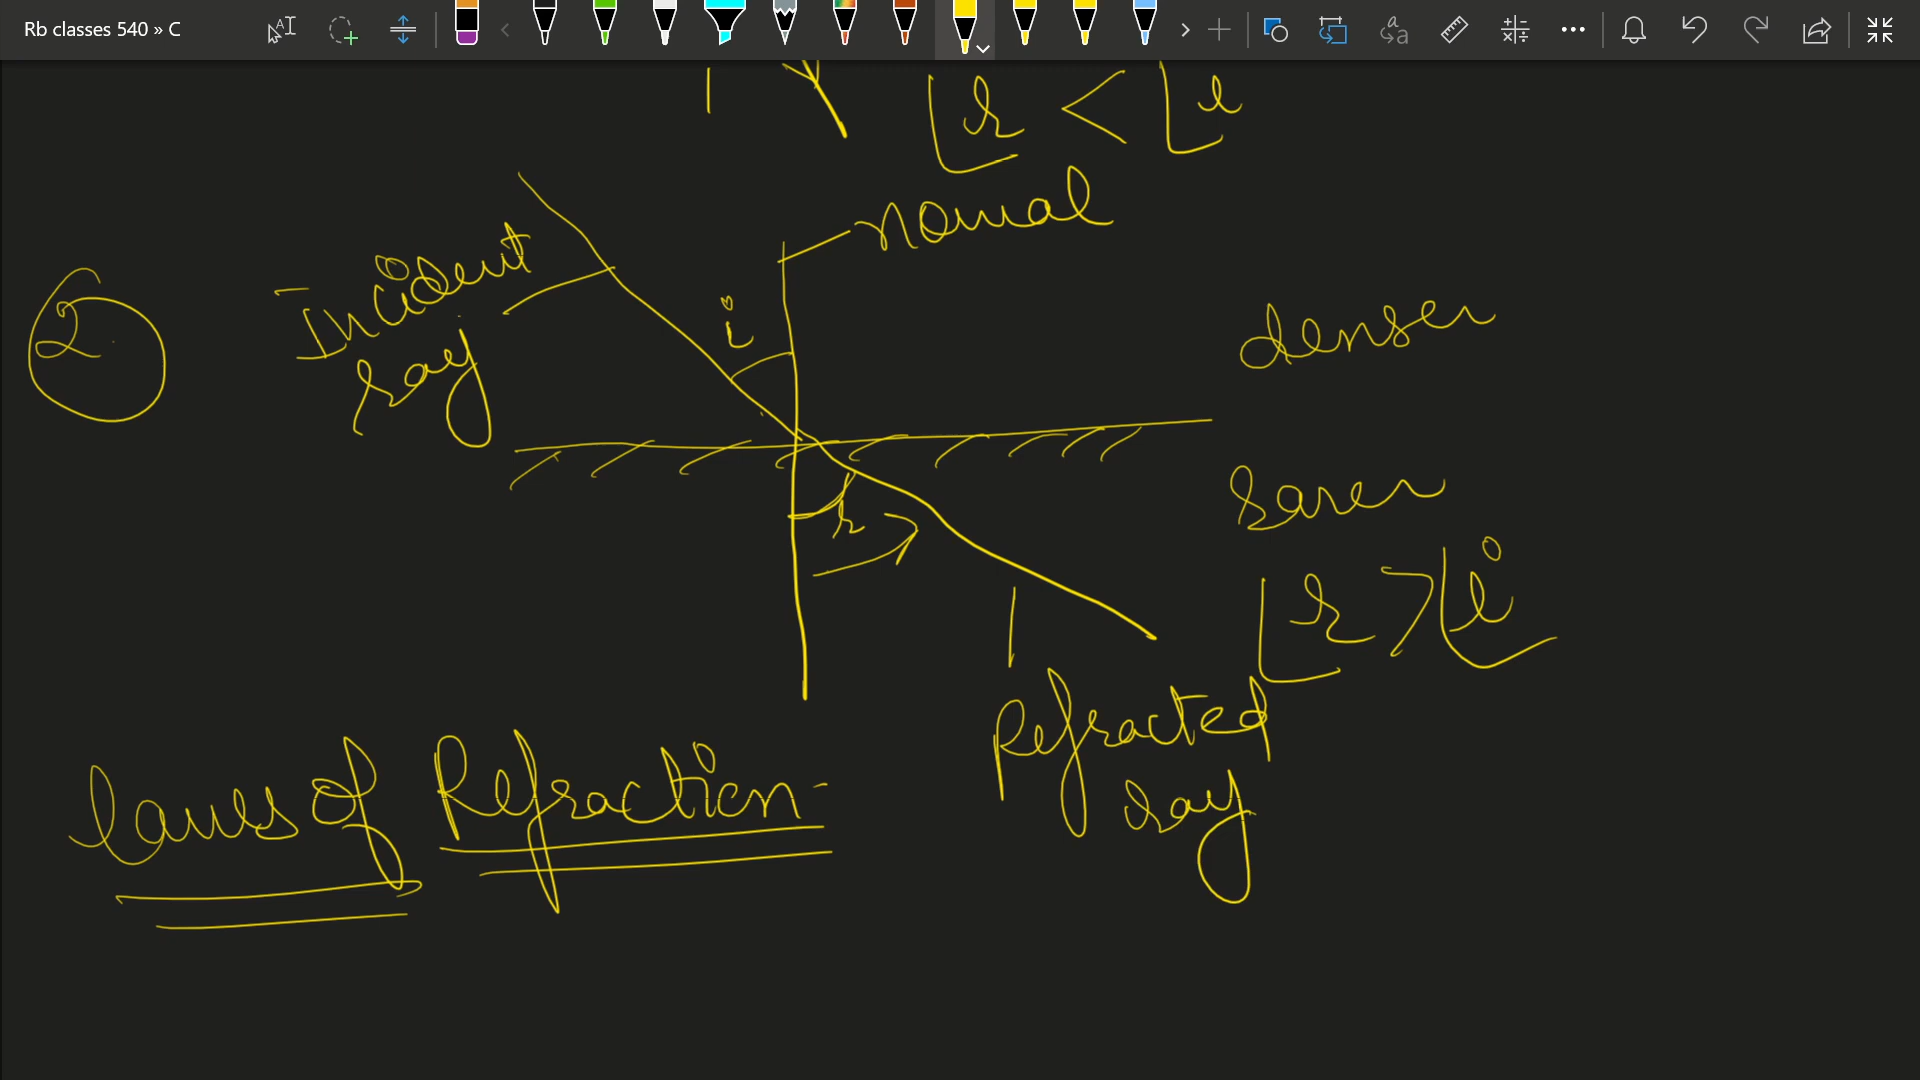 Rb classes 540 » C
∠r < ∠i
normal
2
Incident
ray
i
denser
r
rarer
∠r > ∠i
Refracted
ray
laws of Refraction-